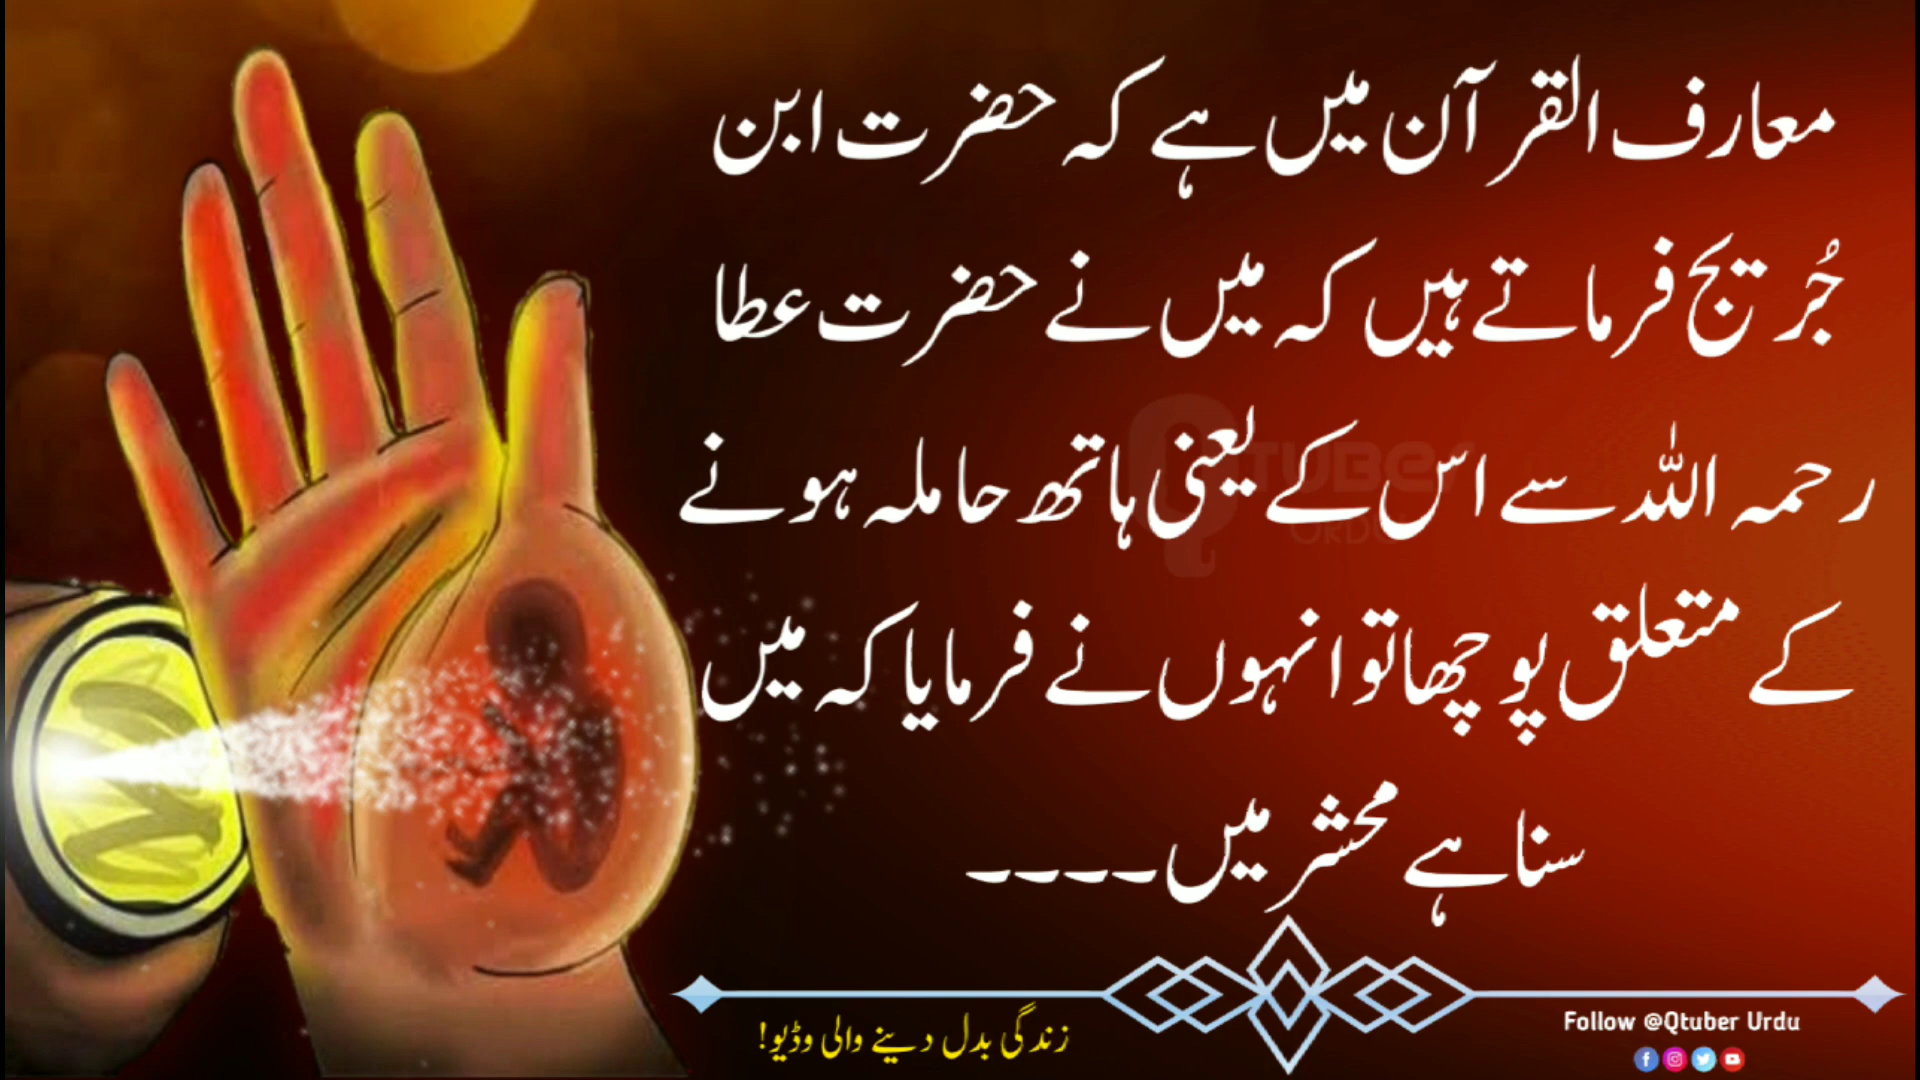 معارف القرآن میں ہے کہ حضرت ابن
جُریج فرماتے ہیں کہ میں نے حضرت عطا
رحمہ اللہ سے اس کے یعنی ہاتھ حاملہ ہونے
کے متعلق پوچھا تو انہوں نے فرمایا کہ میں
سنا ہے محشر میں ۔۔۔۔
زندگی بدل دینے والی وڈیو!
Follow @Qtuber Urdu
QTUBER
URDU